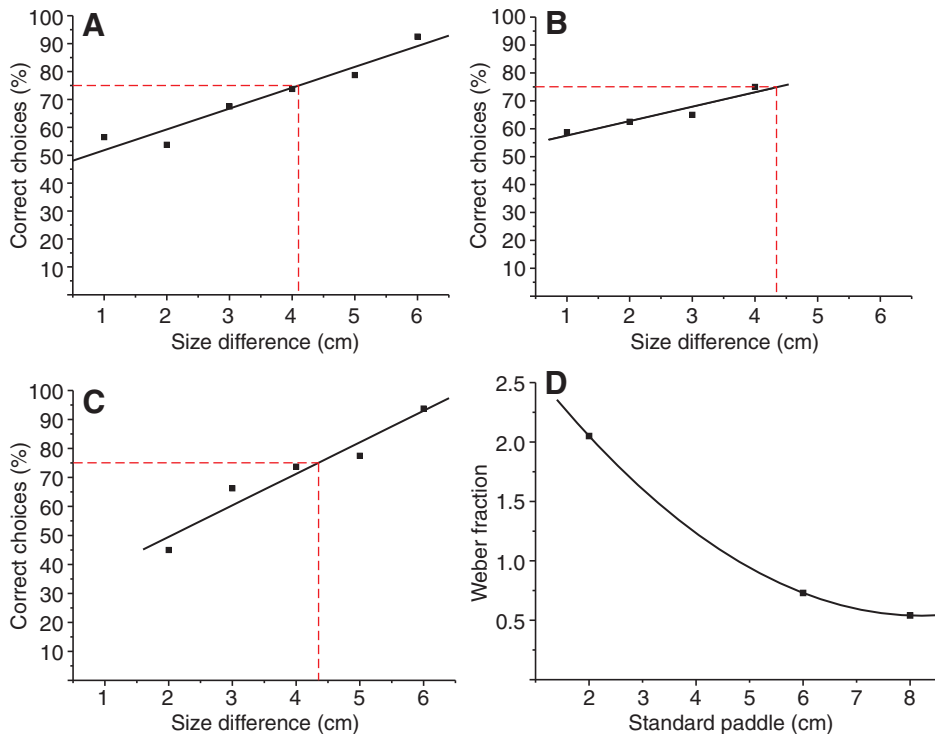 A
Correct choices (%)
100
90
80
70
60
50
40
30
20
10
1 2 3 4 5 6
Size difference (cm)
B
Correct choices (%)
100
90
80
70
60
50
40
30
20
10
1 2 3 4 5 6
Size difference (cm)
C
Correct choices (%)
100
90
80
70
60
50
40
30
20
10
1 2 3 4 5 6
Size difference (cm)
D
Weber fraction
2.5
2.0
1.5
1.0
0.5
2 3 4 5 6 7 8
Standard paddle (cm)